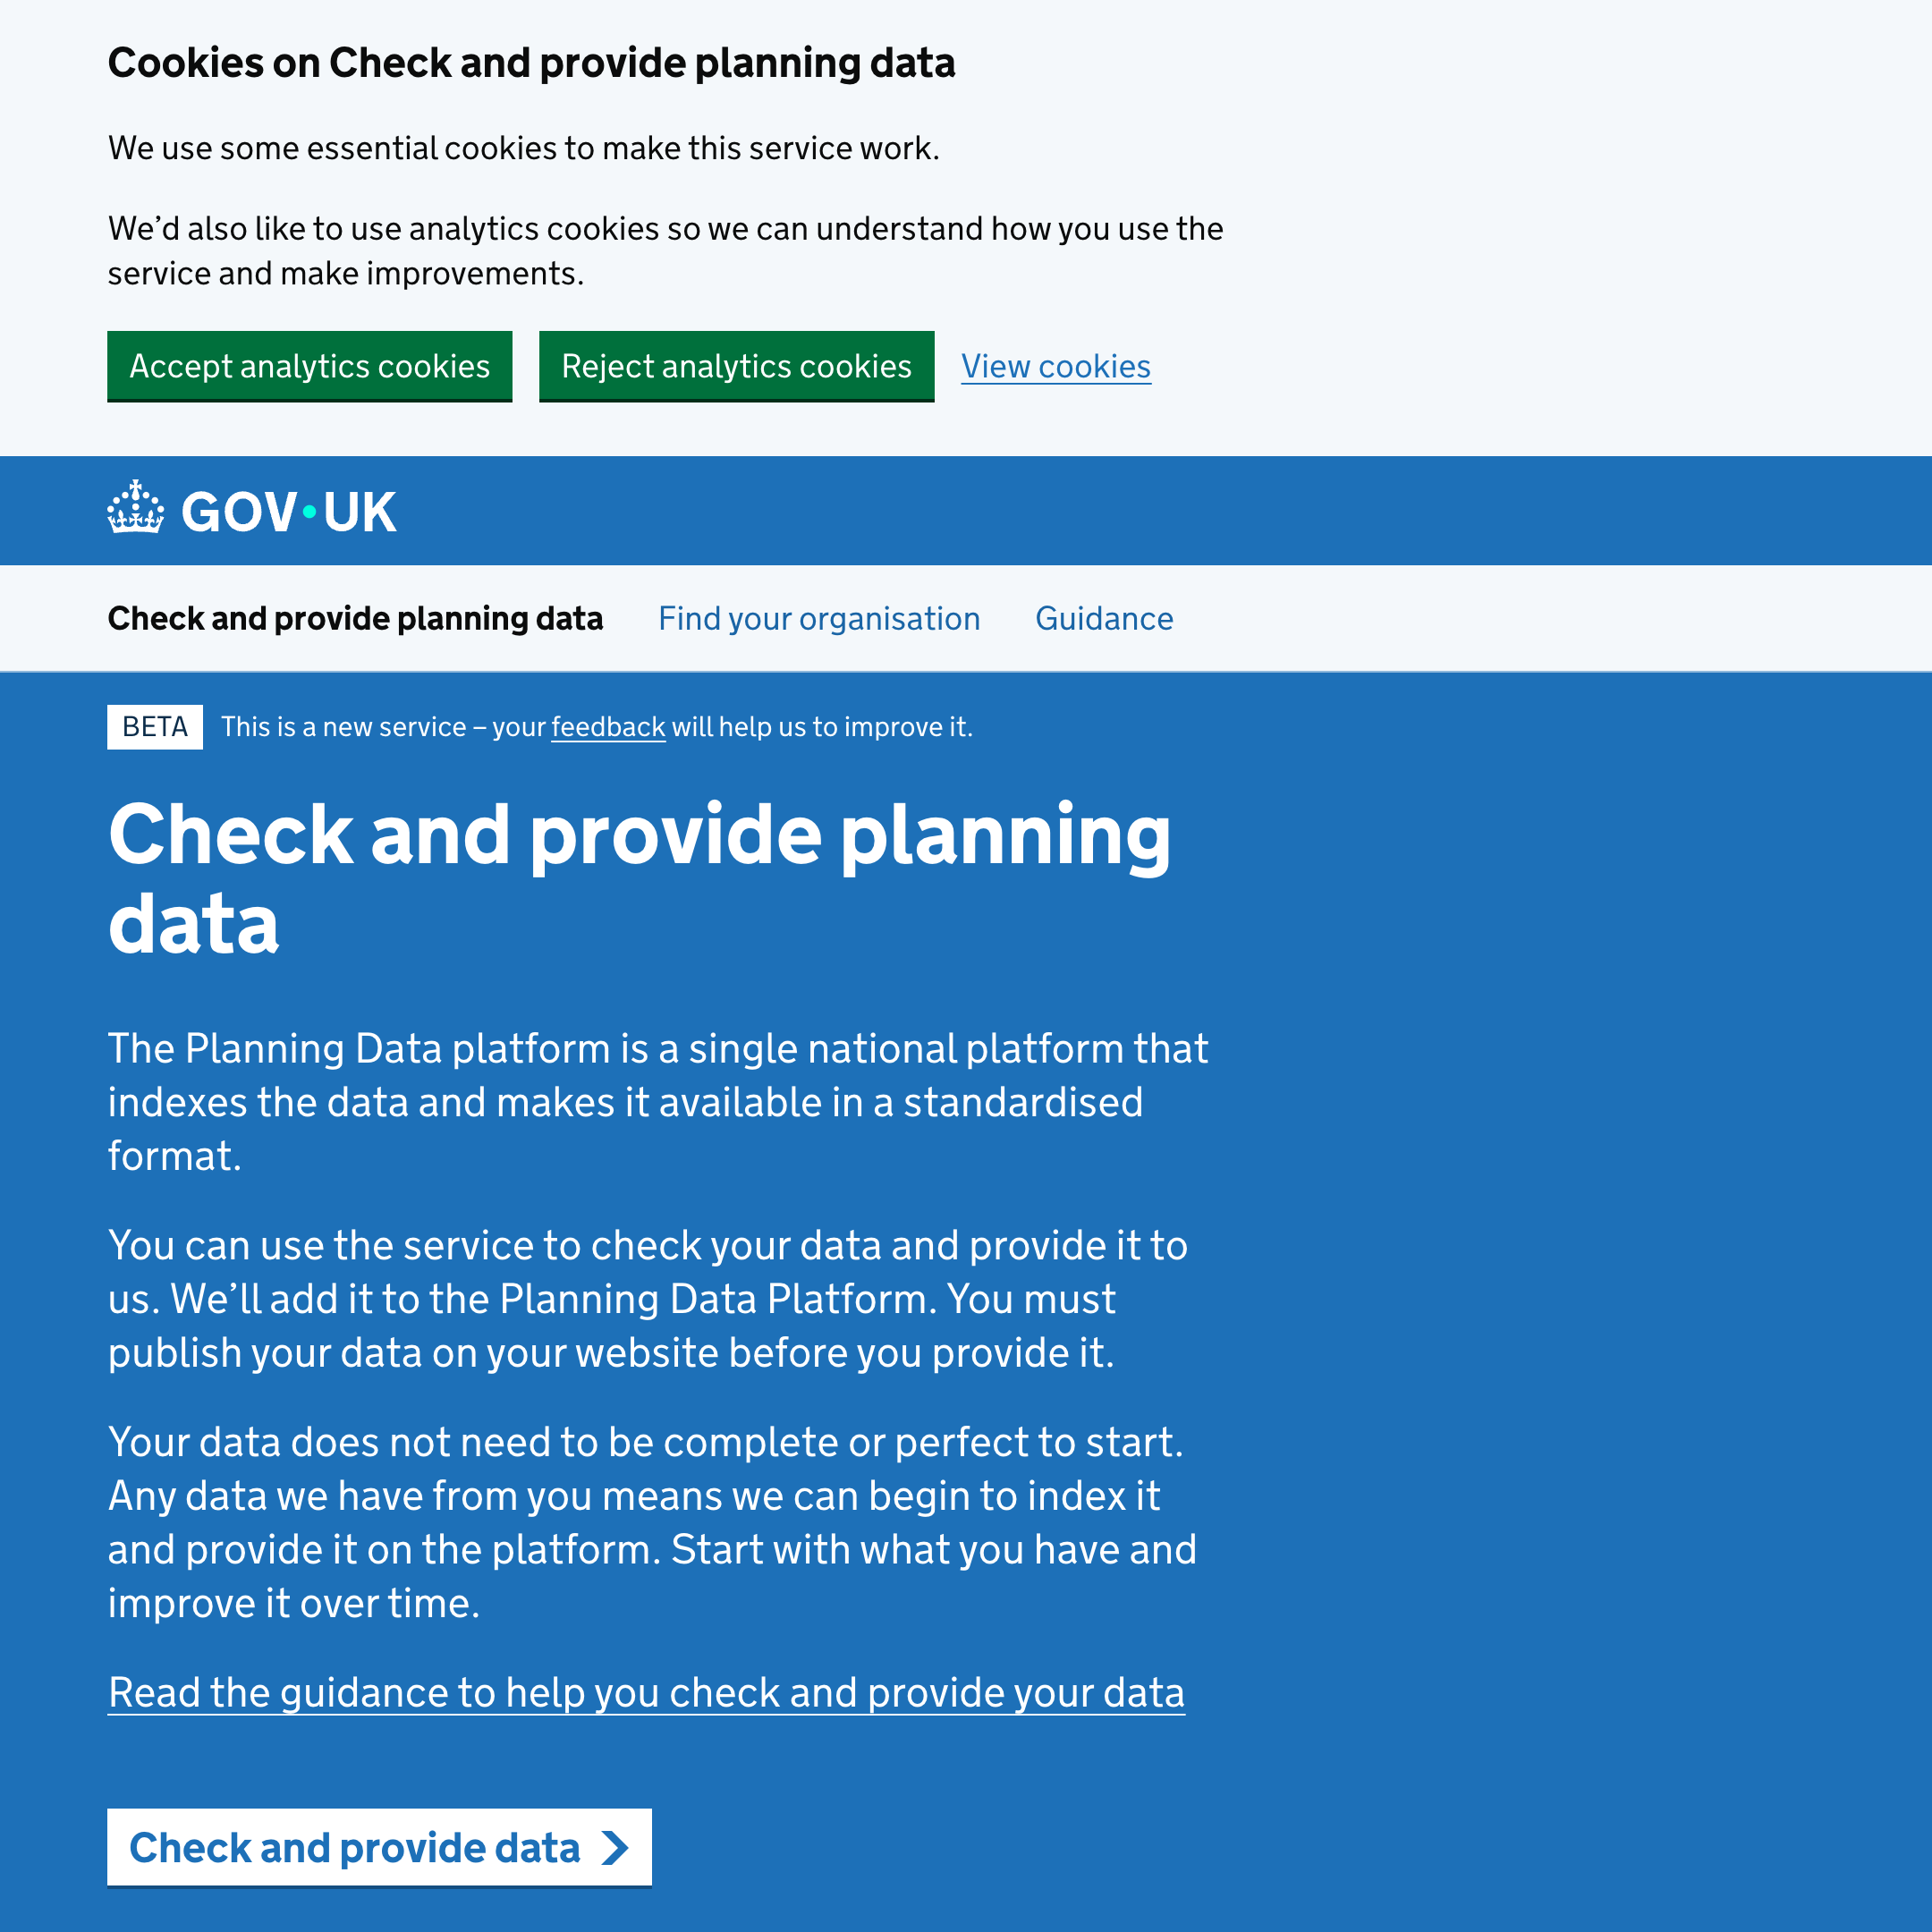 Cookies on Check and provide planning data
We use some essential cookies to make this service work.
We’d also like to use analytics cookies so we can understand how you use the
service and make improvements.
Accept analytics cookies
Reject analytics cookies
View cookies
GOV·UK
Check and provide planning data
Find your organisation
Guidance
BETA
This is a new service – your feedback will help us to improve it.
Check and provide planning
data
The Planning Data platform is a single national platform that
indexes the data and makes it available in a standardised
format.
You can use the service to check your data and provide it to
us. We’ll add it to the Planning Data Platform. You must
publish your data on your website before you provide it.
Your data does not need to be complete or perfect to start.
Any data we have from you means we can begin to index it
and provide it on the platform. Start with what you have and
improve it over time.
Read the guidance to help you check and provide your data
Check and provide data